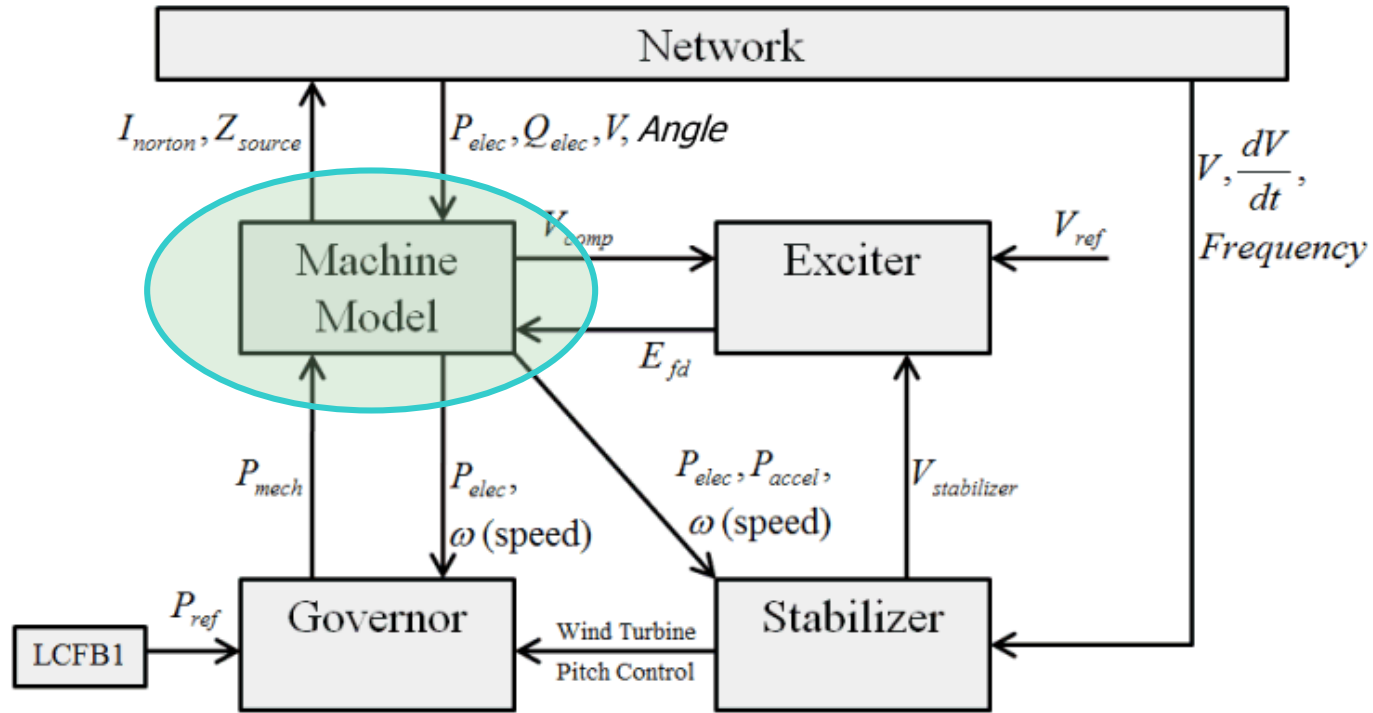 Network
I_norton, Z_source
P_elec, Q_elec, V, Angle
V, dV/dt,
Frequency
Machine
Model
V_comp
Exciter
V_ref
E_fd
P_mech
P_elec,
ω (speed)
P_elec, P_accel,
ω (speed)
V_stabilizer
P_ref
LCFB1
Governor
Wind Turbine
Pitch Control
Stabilizer